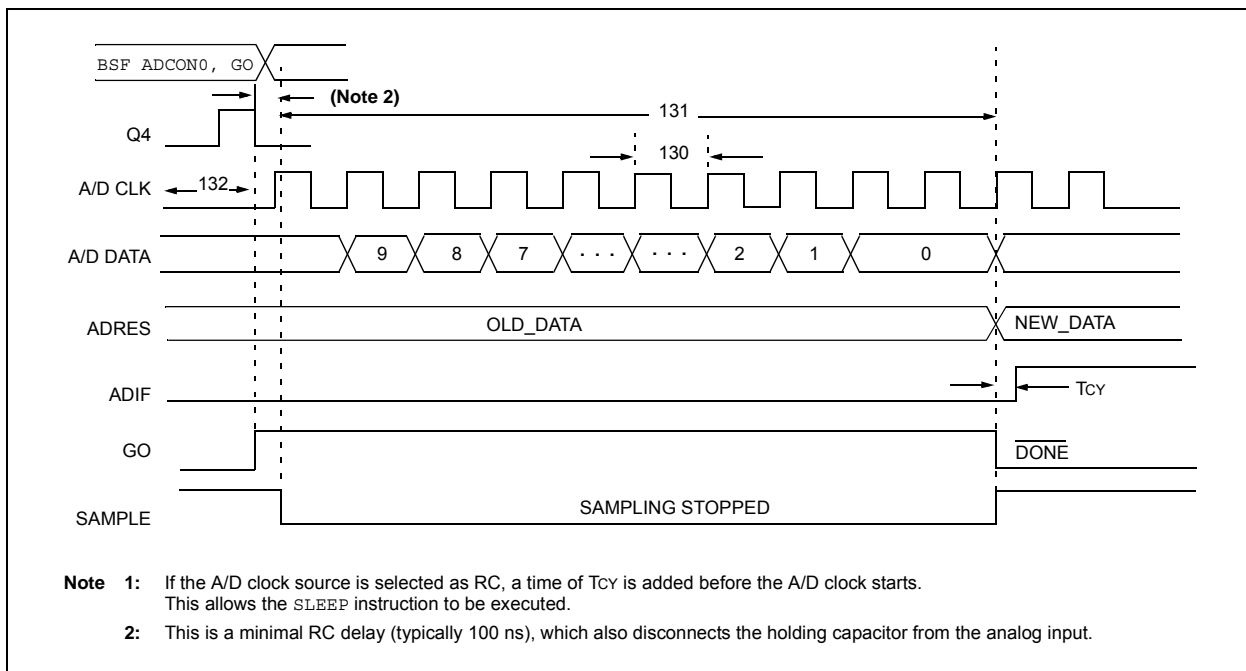 BSF ADCON0, GO
(Note 2)
131
Q4
130
A/D CLK
132
A/D DATA
9 8 7 · · · · · · 2 1 0
ADRES
OLD_DATA
NEW_DATA
ADIF
TCY
GO
DONE
SAMPLE
SAMPLING STOPPED
Note 1: If the A/D clock source is selected as RC, a time of TCY is added before the A/D clock starts.
This allows the SLEEP instruction to be executed.
2: This is a minimal RC delay (typically 100 ns), which also disconnects the holding capacitor from the analog input.